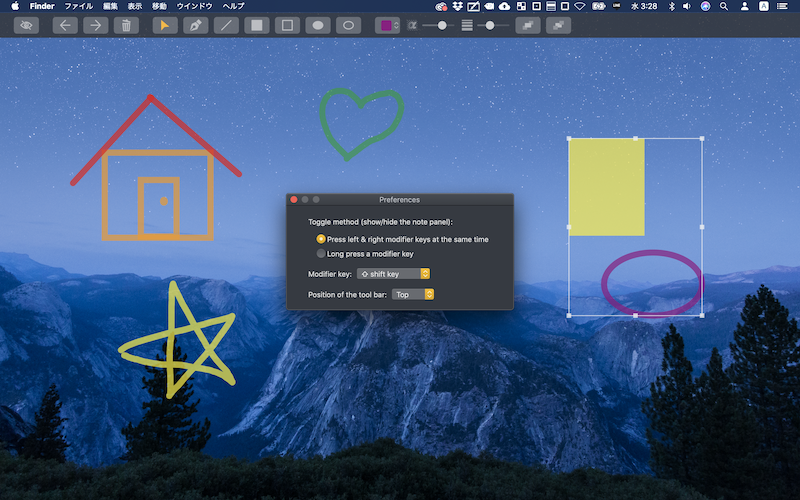 Finder ファイル 編集 表示 移動 ウインドウ ヘルプ 水 3:28 A
Preferences
Toggle method (show/hide the note panel):
Press left & right modifier keys at the same time
Long press a modifier key
Modifier key: ⇧ shift key
Position of the tool bar: Top